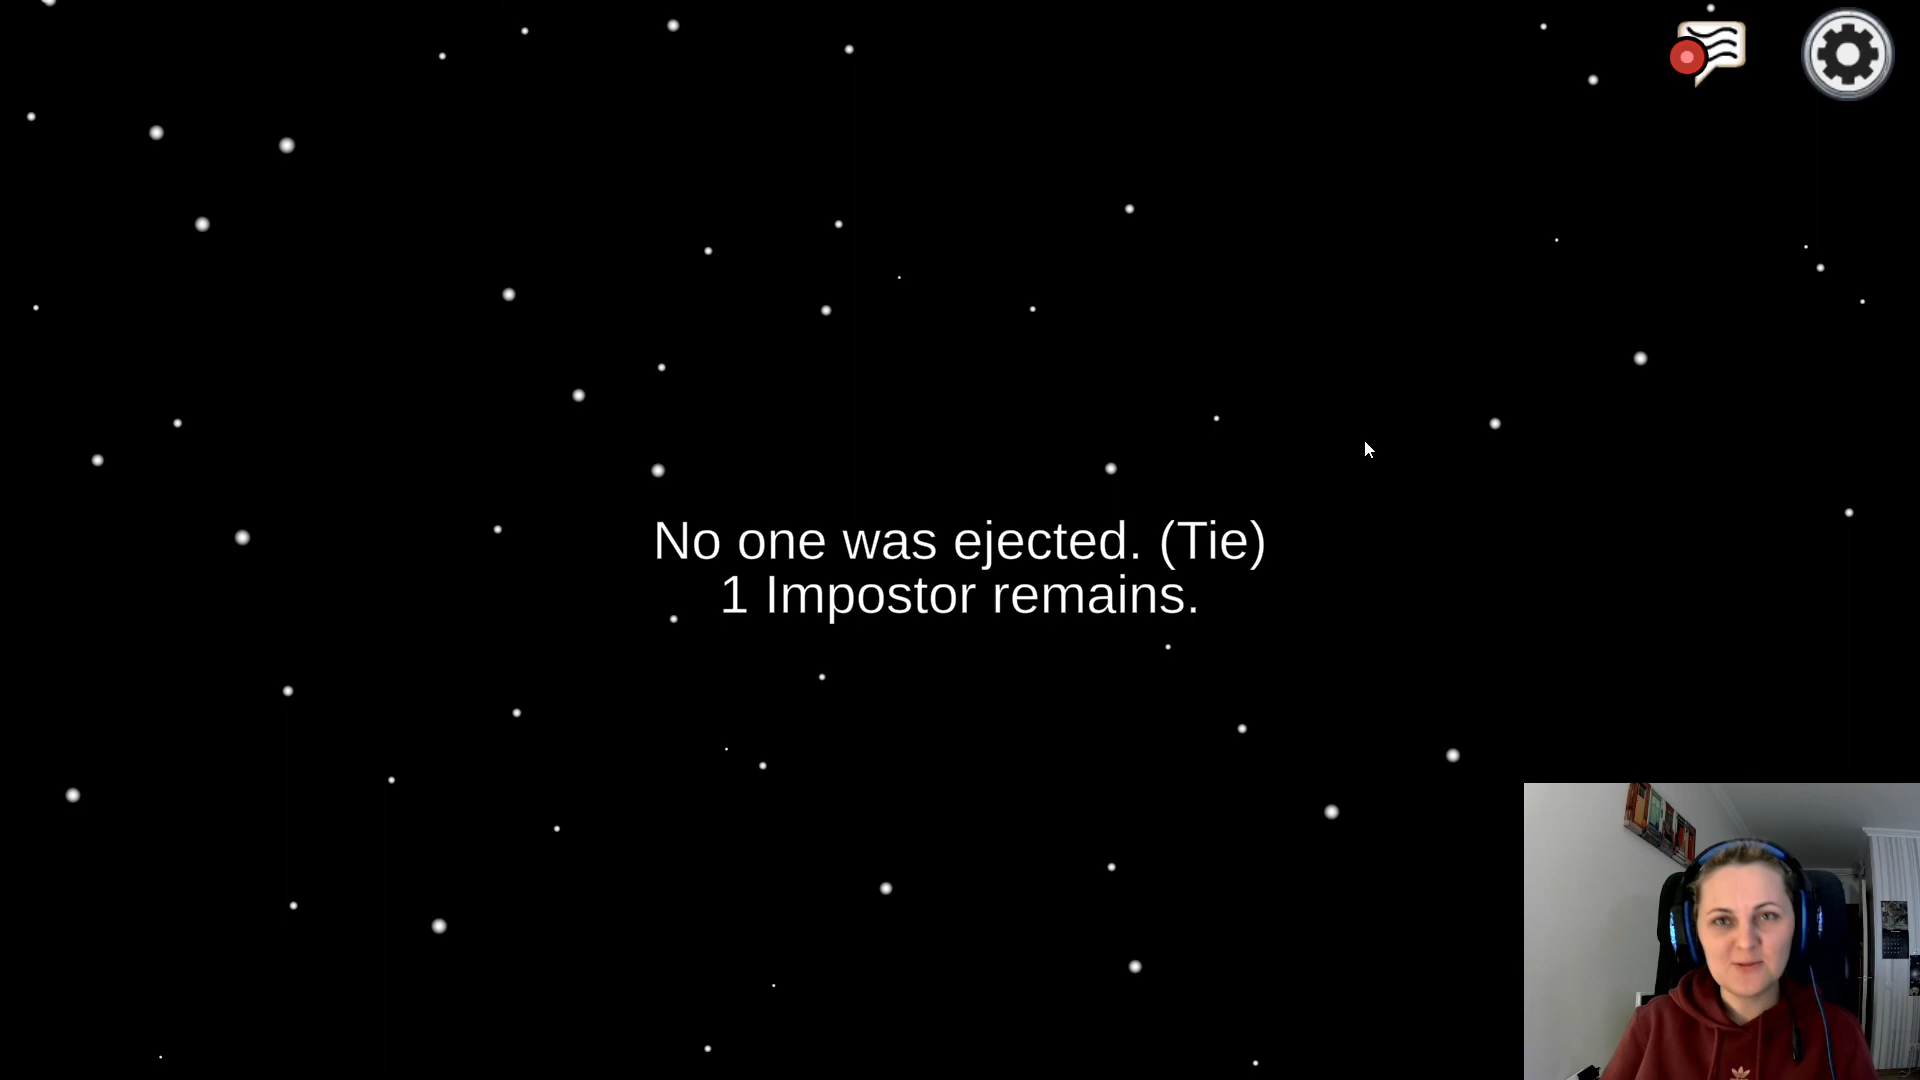 No one was ejected. (Tie)
1 Impostor remains.